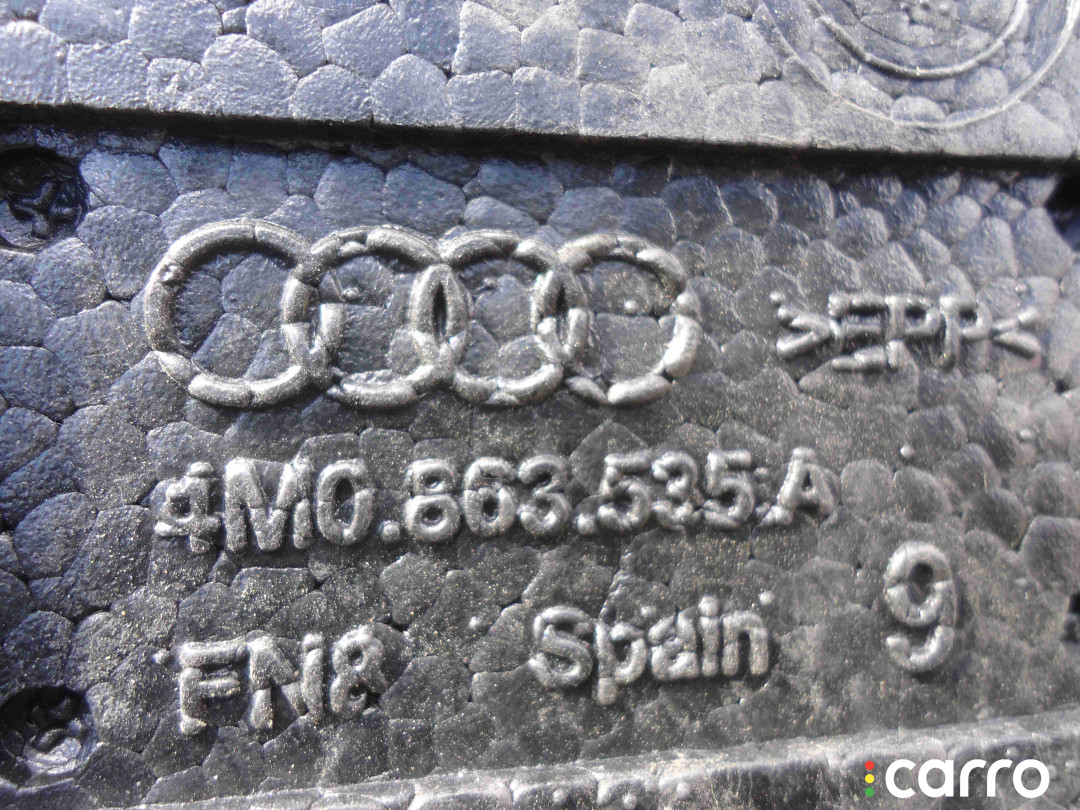 >EPP<
4M0.863.535.A
FN8 Spain 9
carro